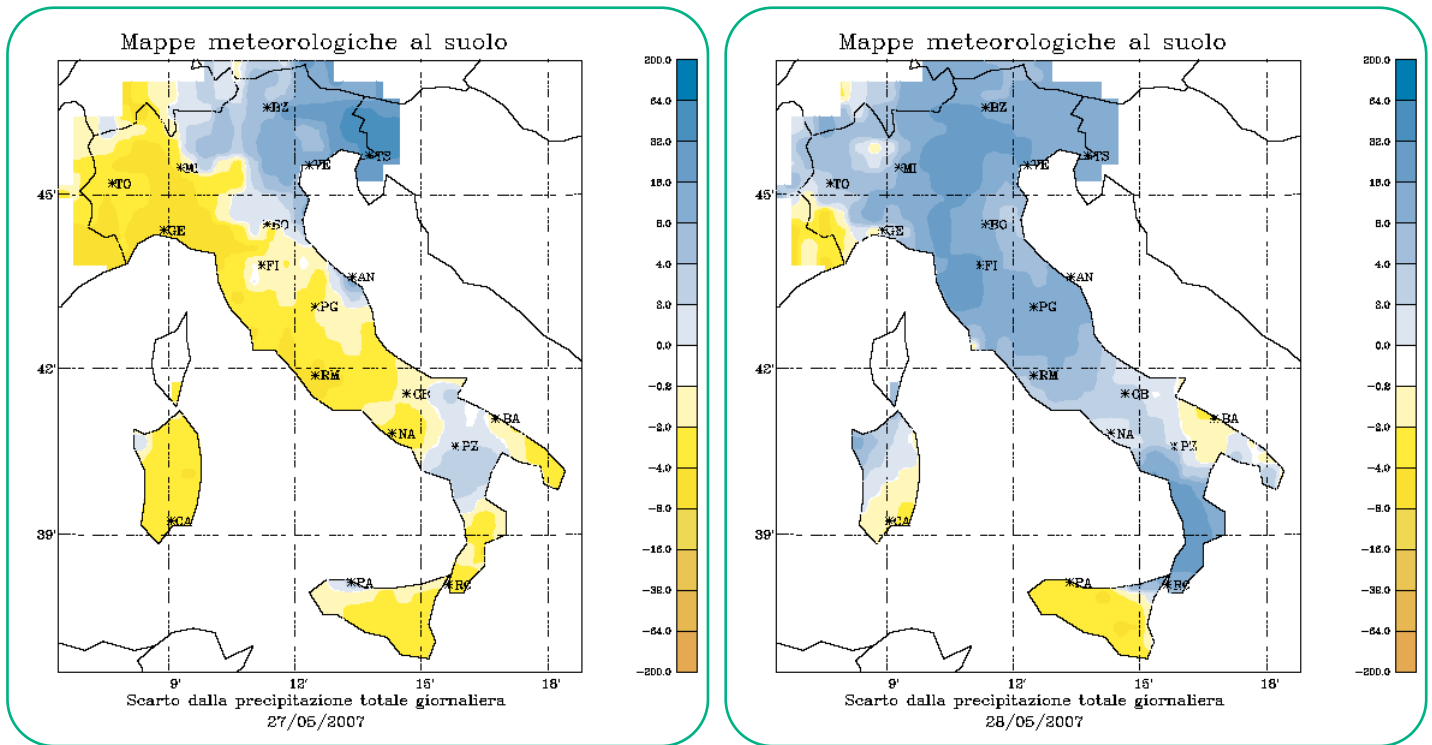 Mappe meteorologiche al suolo
200.0
64.0
32.0
16.0
8.0
4.0
2.0
0.0
-0.2
-2.0
-4.0
-8.0
-16.0
-32.0
-64.0
-200.0
45'
42'
39'
BZ
TS
VE
MI
TO
BO
GE
FI
AN
PG
RM
CB
BA
NA
PZ
CA
PA
RC
9'
12'
15'
18'
Scarto dalla precipitazione totale giornaliera
27/05/2007
Mappe meteorologiche al suolo
200.0
64.0
32.0
16.0
8.0
4.0
2.0
0.0
-0.2
-2.0
-4.0
-8.0
-16.0
-32.0
-64.0
-200.0
45'
42'
39'
BZ
TS
VE
MI
TO
BO
GE
FI
AN
PG
RM
CB
BA
NA
PZ
CA
PA
RC
9'
12'
15'
18'
Scarto dalla precipitazione totale giornaliera
28/05/2007